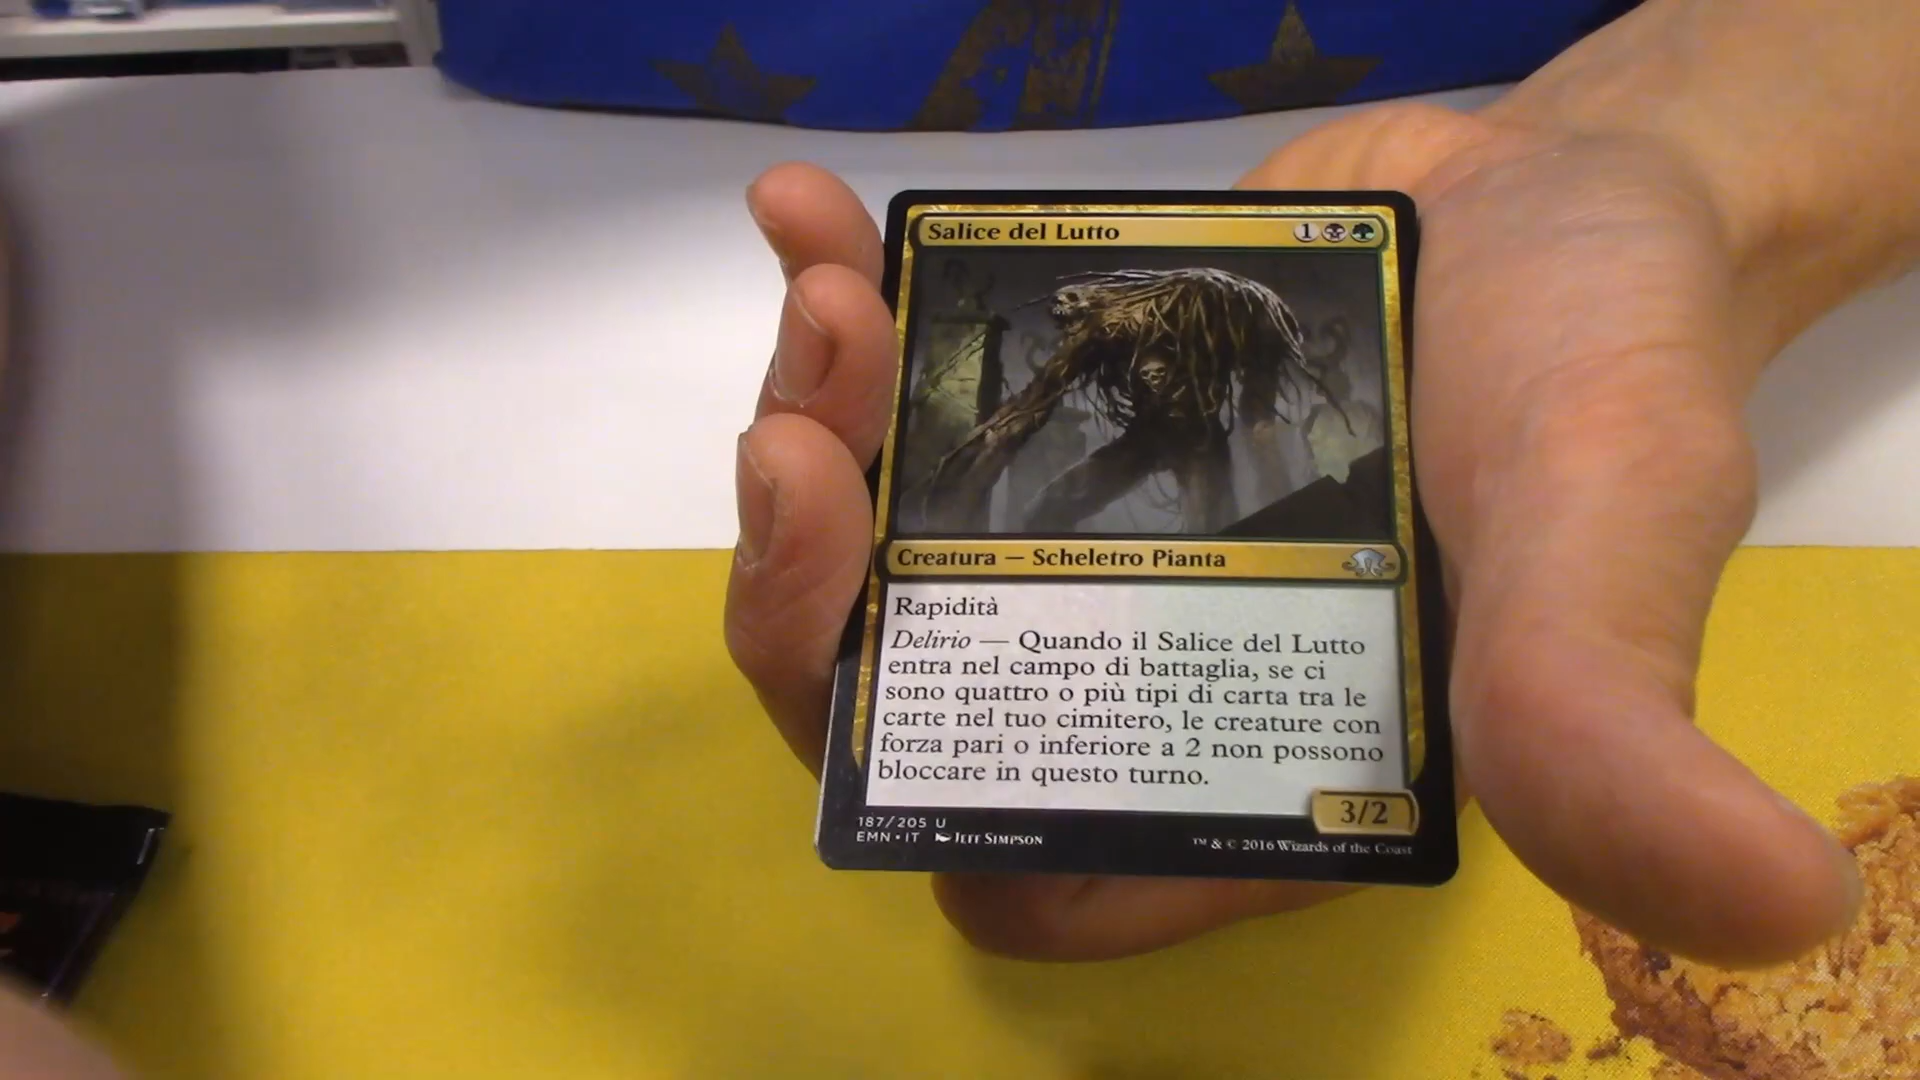 Salice del Lutto 1
Creatura — Scheletro Pianta
Rapidità
Delirio — Quando il Salice del Lutto
entra nel campo di battaglia, se ci
sono quattro o più tipi di carta tra le
carte nel tuo cimitero, le creature con
forza pari o inferiore a 2 non possono
bloccare in questo turno.
3/2
187/205 U
EMN • IT JEFF SIMPSON
™ & © 2016 Wizards of the Coast